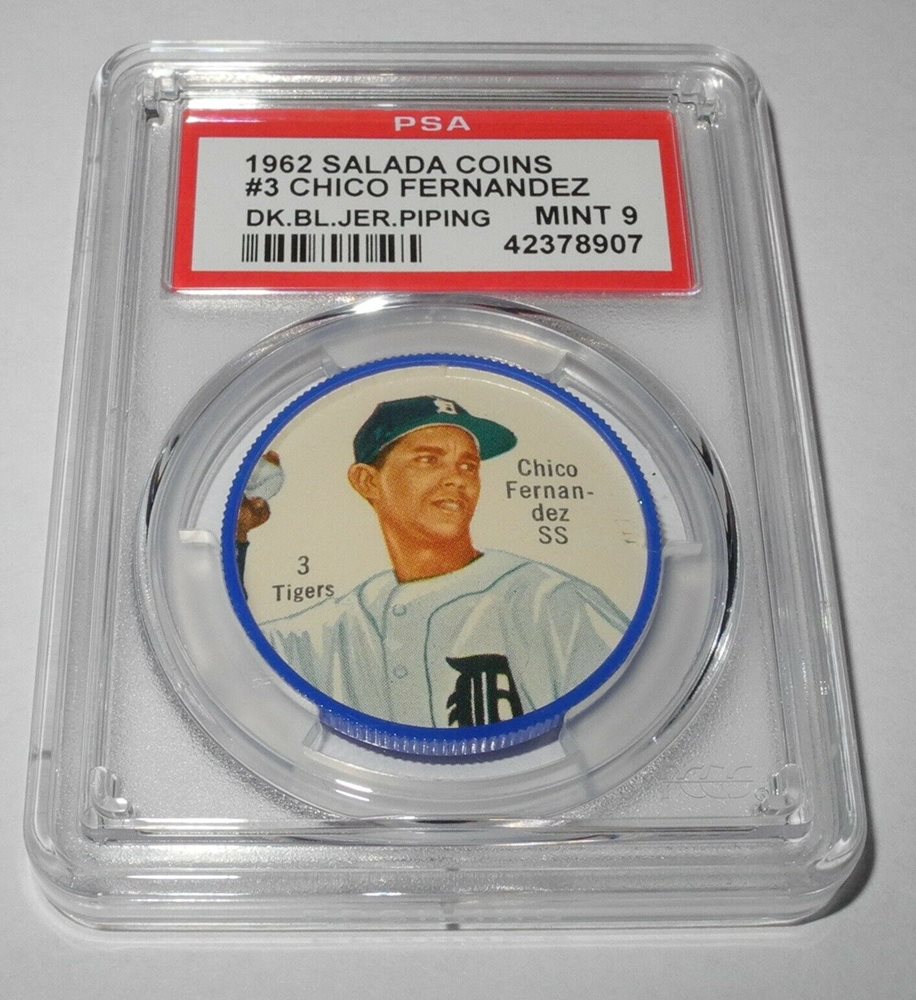 PSA
1962 SALADA COINS
#3 CHICO FERNANDEZ
DK.BL.JER.PIPING MINT 9
42378907
D
Chico
Fernan-
dez
SS
3
Tigers
D